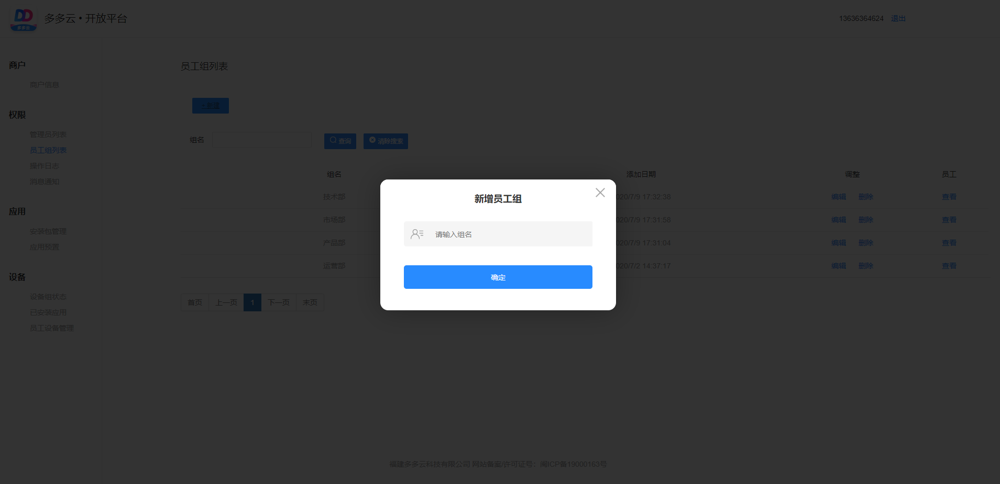 多多云
多多云 • 开放平台
13636364624 退出
商户
商户信息
权限
管理员列表
员工组列表
操作日志
消息通知
应用
安装包管理
应用预置
设备
设备组状态
已安装应用
员工设备管理
员工组列表
+ 新建
组名
查询
清除搜索
组名 添加日期 调整 员工
技术部 020/7/9 17:32:38 编辑 删除 查看
市场部 020/7/9 17:31:58 编辑 删除 查看
产品部 020/7/9 17:31:04 编辑 删除 查看
运营部 020/7/2 14:37:17 编辑 删除 查看
首页 上一页 1 下一页 末页
新增员工组
请输入组名
确定
福建多多云科技有限公司 网站备案/许可证号：闽ICP备19000163号